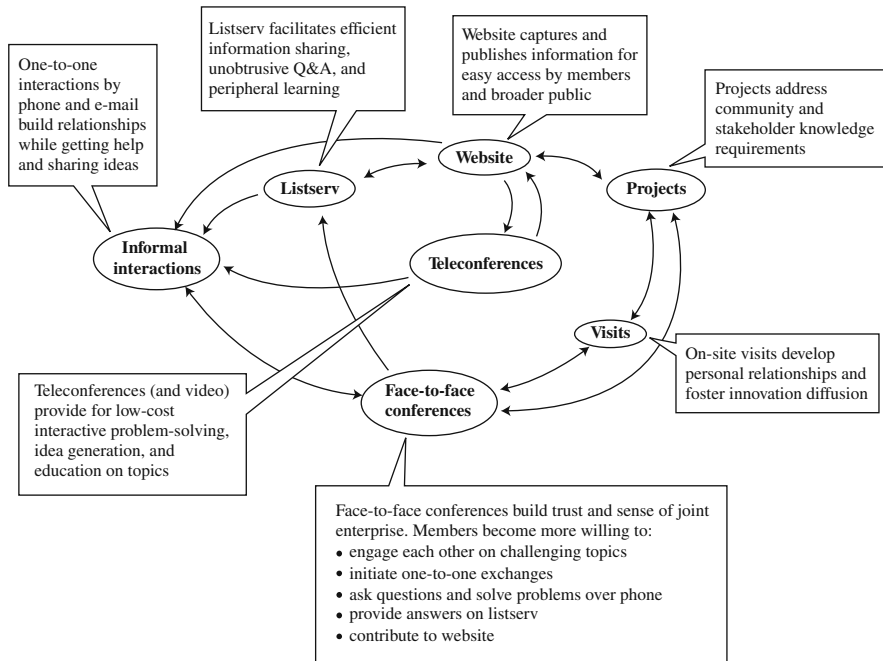 Listserv facilitates efficient
information sharing,
unobtrusive Q&A, and
peripheral learning
Website captures and
publishes information for
easy access by members
and broader public
One-to-one
interactions by
phone and e-mail
build relationships
while getting help
and sharing ideas
Projects address
community and
stakeholder knowledge
requirements
Website
Listserv
Projects
Informal
interactions
Teleconferences
Visits
On-site visits develop
personal relationships and
foster innovation diffusion
Face-to-face
conferences
Teleconferences (and video)
provide for low-cost
interactive problem-solving,
idea generation, and
education on topics
Face-to-face conferences build trust and sense of joint
enterprise. Members become more willing to:
• engage each other on challenging topics
• initiate one-to-one exchanges
• ask questions and solve problems over phone
• provide answers on listserv
• contribute to website